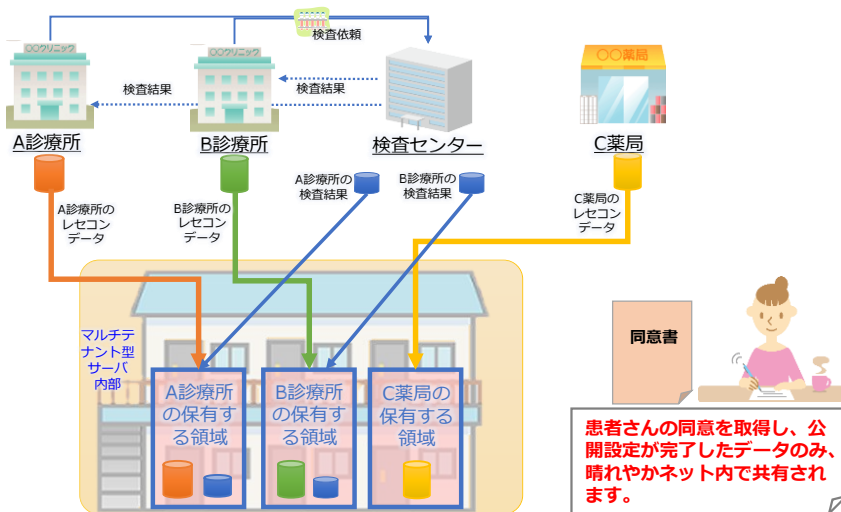 検査依頼
〇〇クリニック
〇〇クリニック
〇〇薬局
検査結果
検査結果
A診療所
B診療所
検査センター
C薬局
A診療所の
レセコン
データ
B診療所の
レセコン
データ
A診療所の
検査結果
B診療所の
検査結果
C薬局の
レセコン
データ
マルチテ
ナント型
サーバ
内部
A診療所
の保有す
る領域
B診療所
の保有す
る領域
C薬局の
保有する
領域
同意書
患者さんの同意を取得し、公
開設定が完了したデータのみ、
晴れやかネット内で共有され
ます。